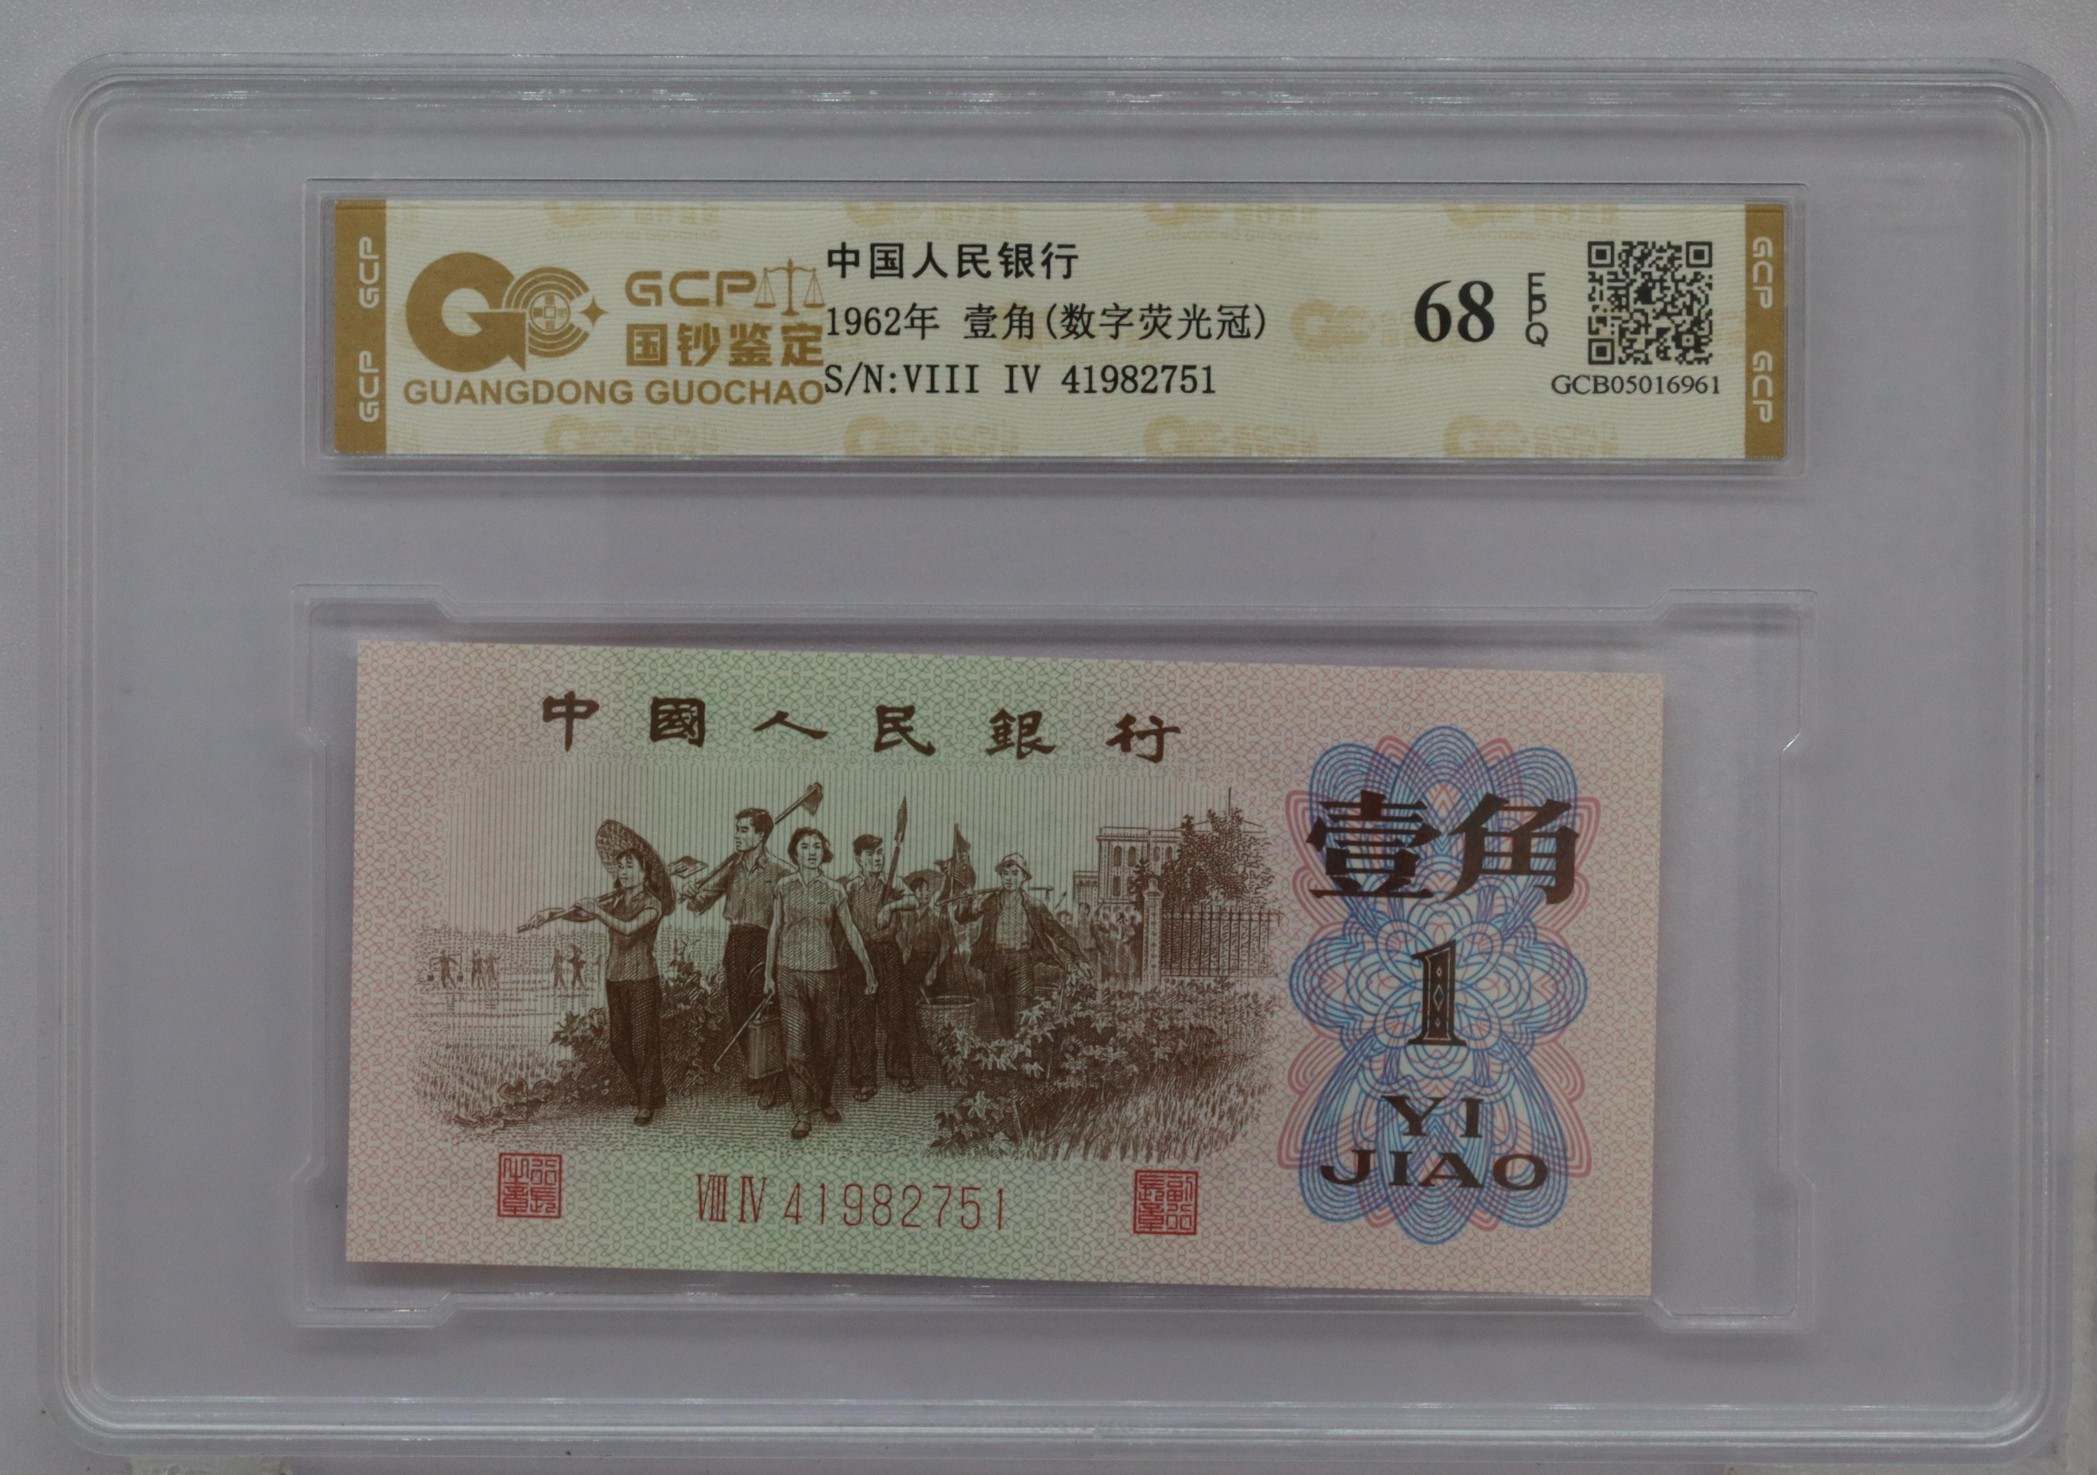 GCP
GCP
GCP
国钞鉴定
GUANGDONG GUOCHAO
中国人民银行
1962年 壹角(数字荧光冠)
S/N:VIII IV 41982751
68
EPQ
GCB05016961
GCP
GCP
中國人民銀行
壹角
1
YI
JIAO
VIII IV 41982751